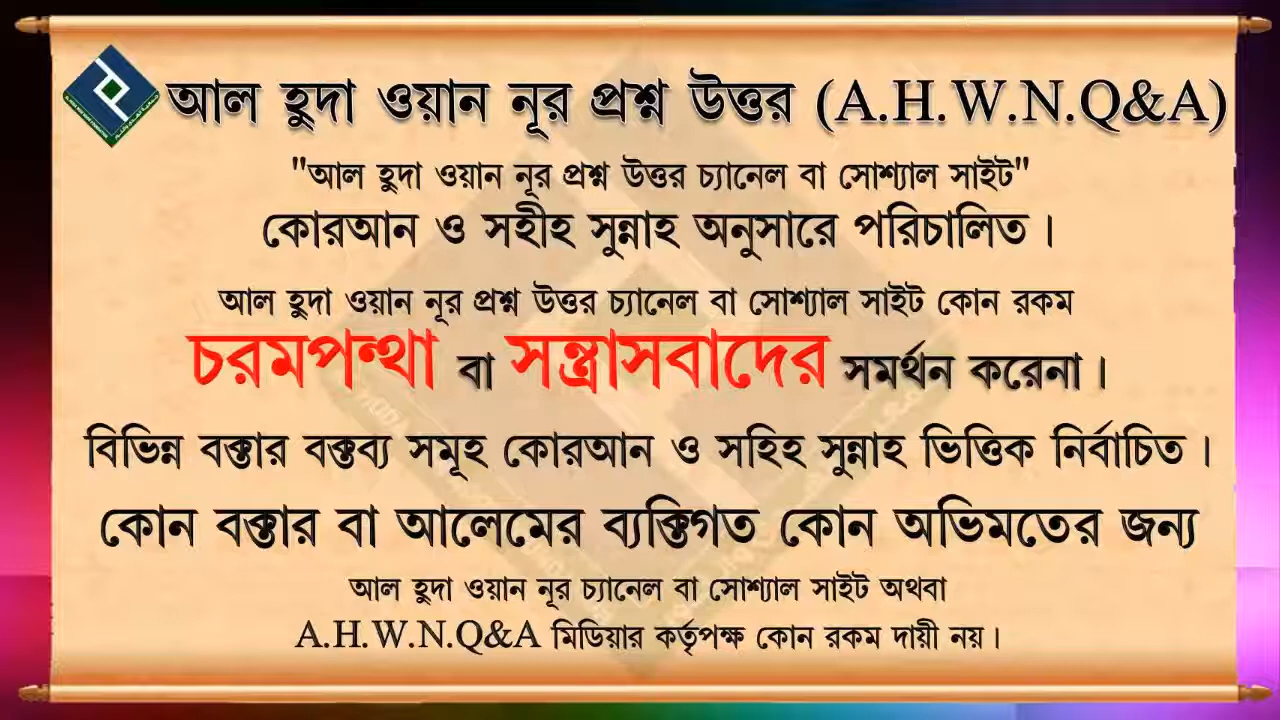 আল হুদা ওয়ান নূর প্রশ্ন উত্তর (A.H.W.N.Q&A)
"আল হুদা ওয়ান নূর প্রশ্ন উত্তর চ্যানেল বা সোশ্যাল সাইট"
কোরআন ও সহীহ সুন্নাহ অনুসারে পরিচালিত।
আল হুদা ওয়ান নূর প্রশ্ন উত্তর চ্যানেল বা সোশ্যাল সাইট কোন রকম
চরমপন্থা বা সন্ত্রাসবাদের সমর্থন করেনা।
বিভিন্ন বক্তার বক্তব্য সমূহ কোরআন ও সহিহ সুন্নাহ ভিত্তিক নির্বাচিত।
কোন বক্তার বা আলেমের ব্যক্তিগত কোন অভিমতের জন্য
আল হুদা ওয়ান নূর চ্যানেল বা সোশ্যাল সাইট অথবা
A.H.W.N.Q&A মিডিয়ার কর্তৃপক্ষ কোন রকম দায়ী নয়।